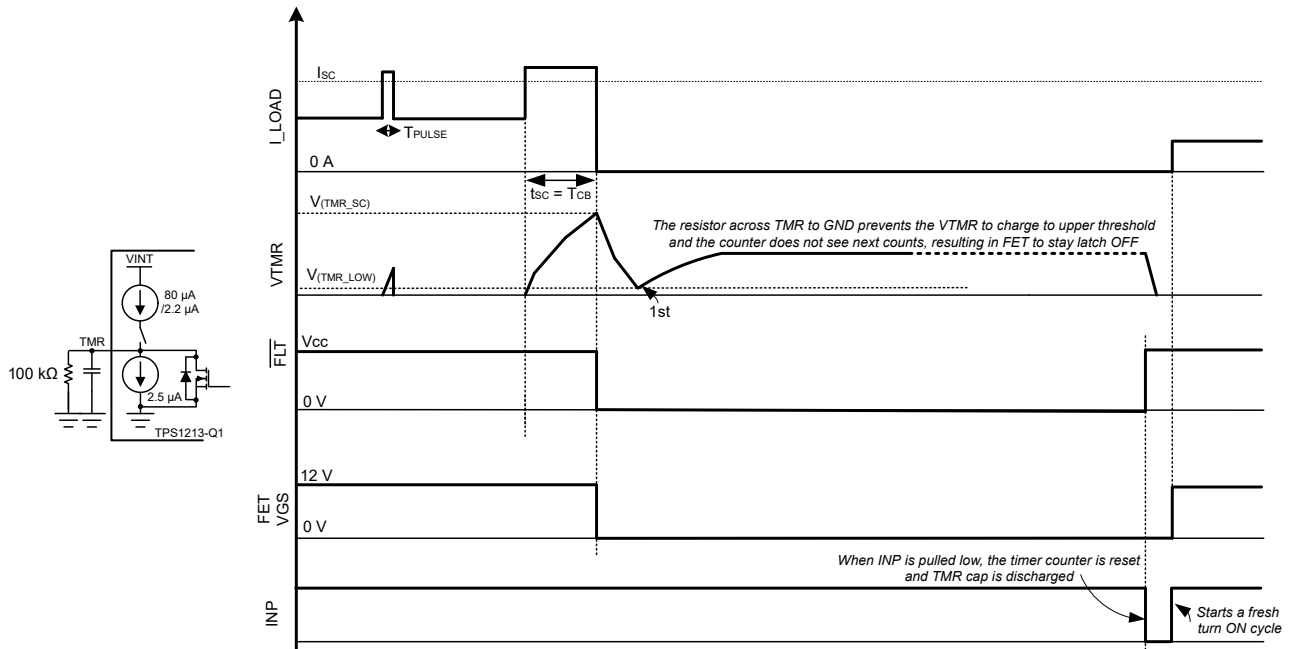 I_LOAD
ISC
TPULSE
0 A
tSC = TCB
VTMR
V(TMR_SC)
V(TMR_LOW)
The resistor across TMR to GND prevents the VTMR to charge to upper threshold
and the counter does not see next counts, resulting in FET to stay latch OFF
1st
VINT
80 µA
/2.2 µA
TMR
100 kΩ
2.5 µA
TPS1213-Q1
FLT
Vcc
0 V
FET
VGS
12 V
0 V
When INP is pulled low, the timer counter is reset
and TMR cap is discharged
INP
Starts a fresh
turn ON cycle